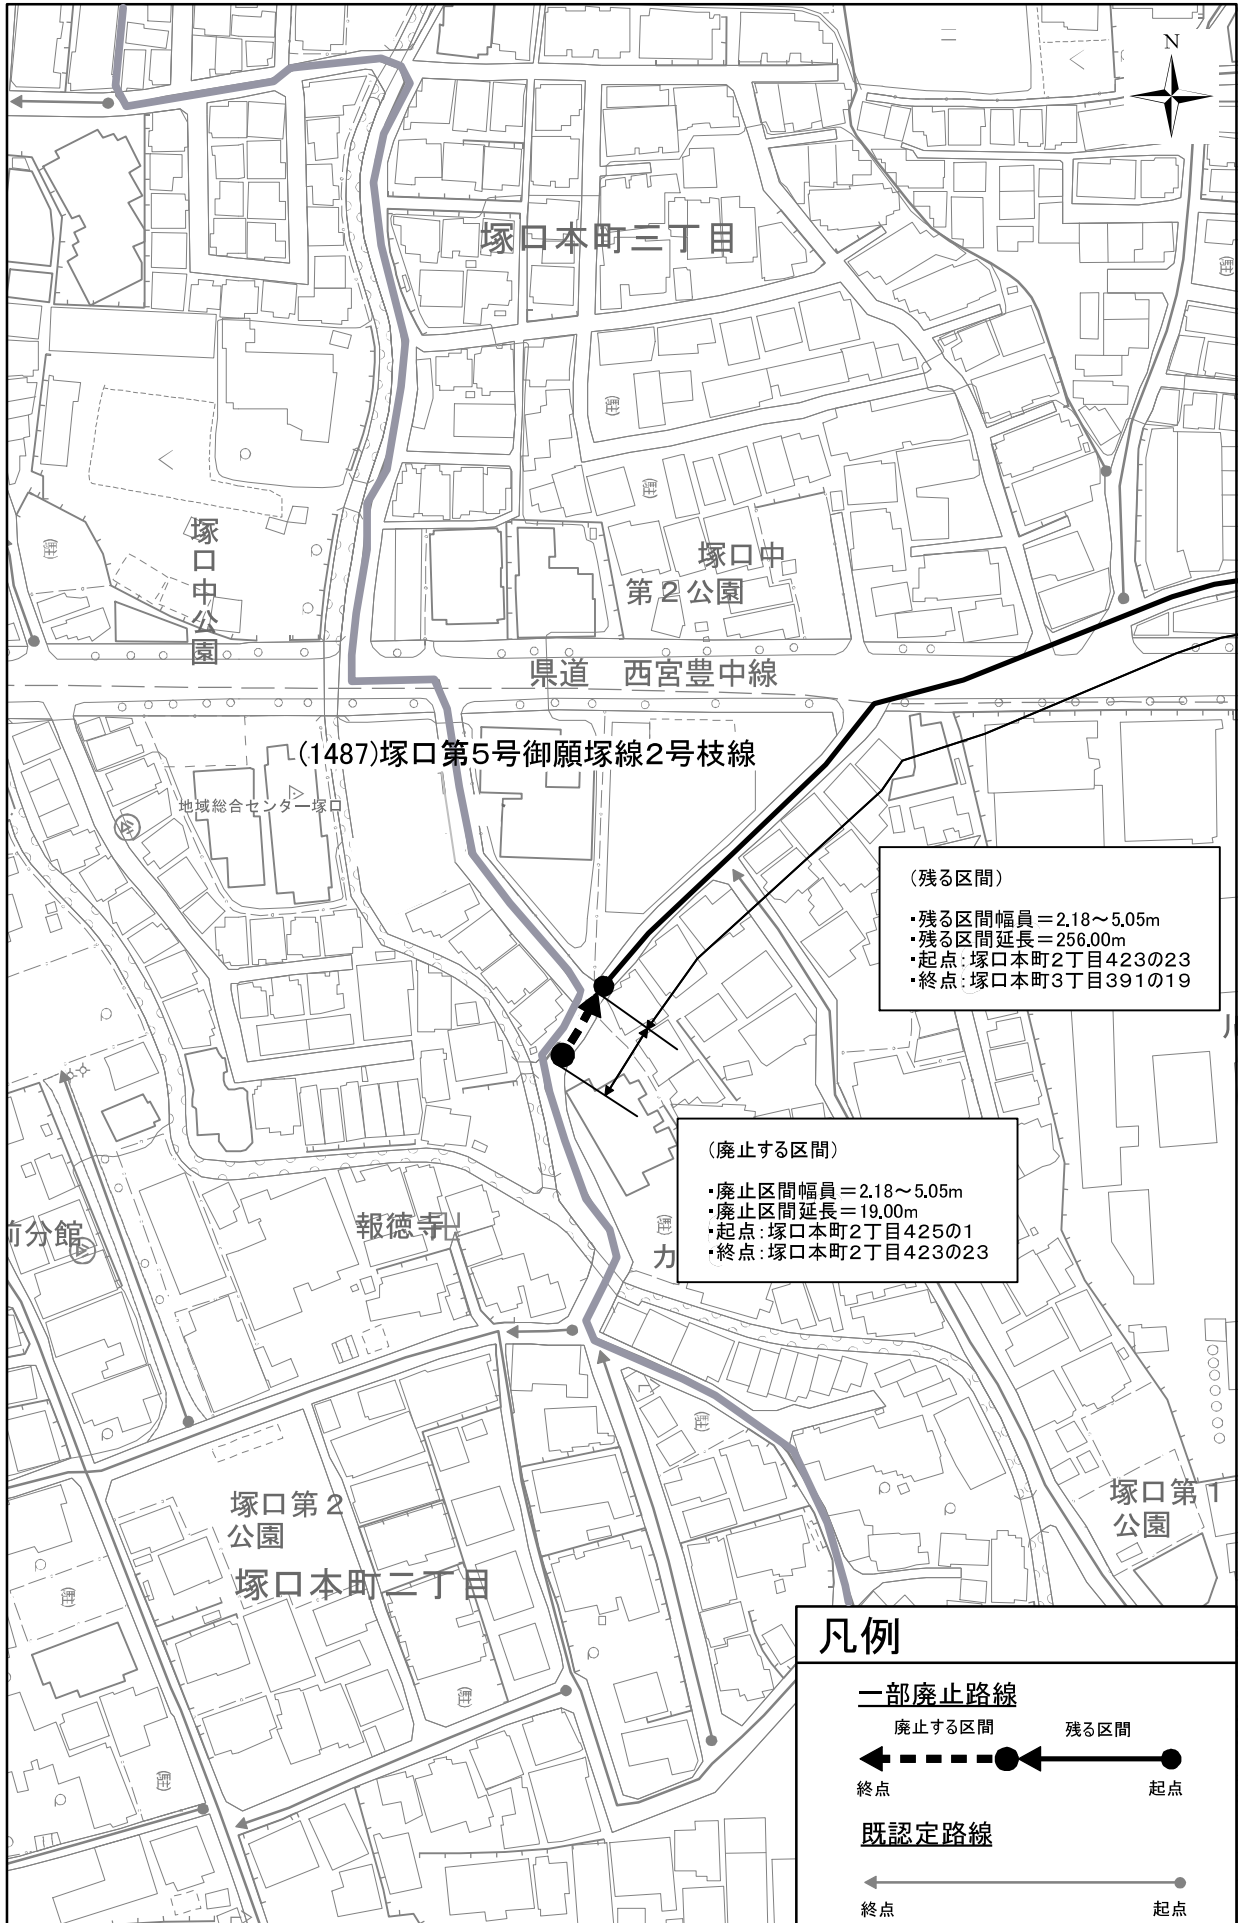 N
塚口本町三丁目
(駐)
(駐)
(駐)
(駐)
塚口中公園
塚口中
第2公園
県道 西宮豊中線
(1487)塚口第5号御願塚線2号枝線
地域総合センター塚口
(残る区間)
・残る区間幅員=2.18~5.05m
・残る区間延長=256.00m
・起点:塚口本町2丁目423の23
・終点:塚口本町3丁目391の19
(廃止する区間)
・廃止区間幅員=2.18~5.05m
・廃止区間延長=19.00m
・起点:塚口本町2丁目425の1
・終点:塚口本町2丁目423の23
前分館
報徳寺
(駐)
カ
(駐)
塚口第2
公園
塚口本町二丁目
塚口第1
公園
(駐)
(駐)
(駐)
凡例
一部廃止路線
廃止する区間 残る区間
終点 起点
既認定路線
終点 起点